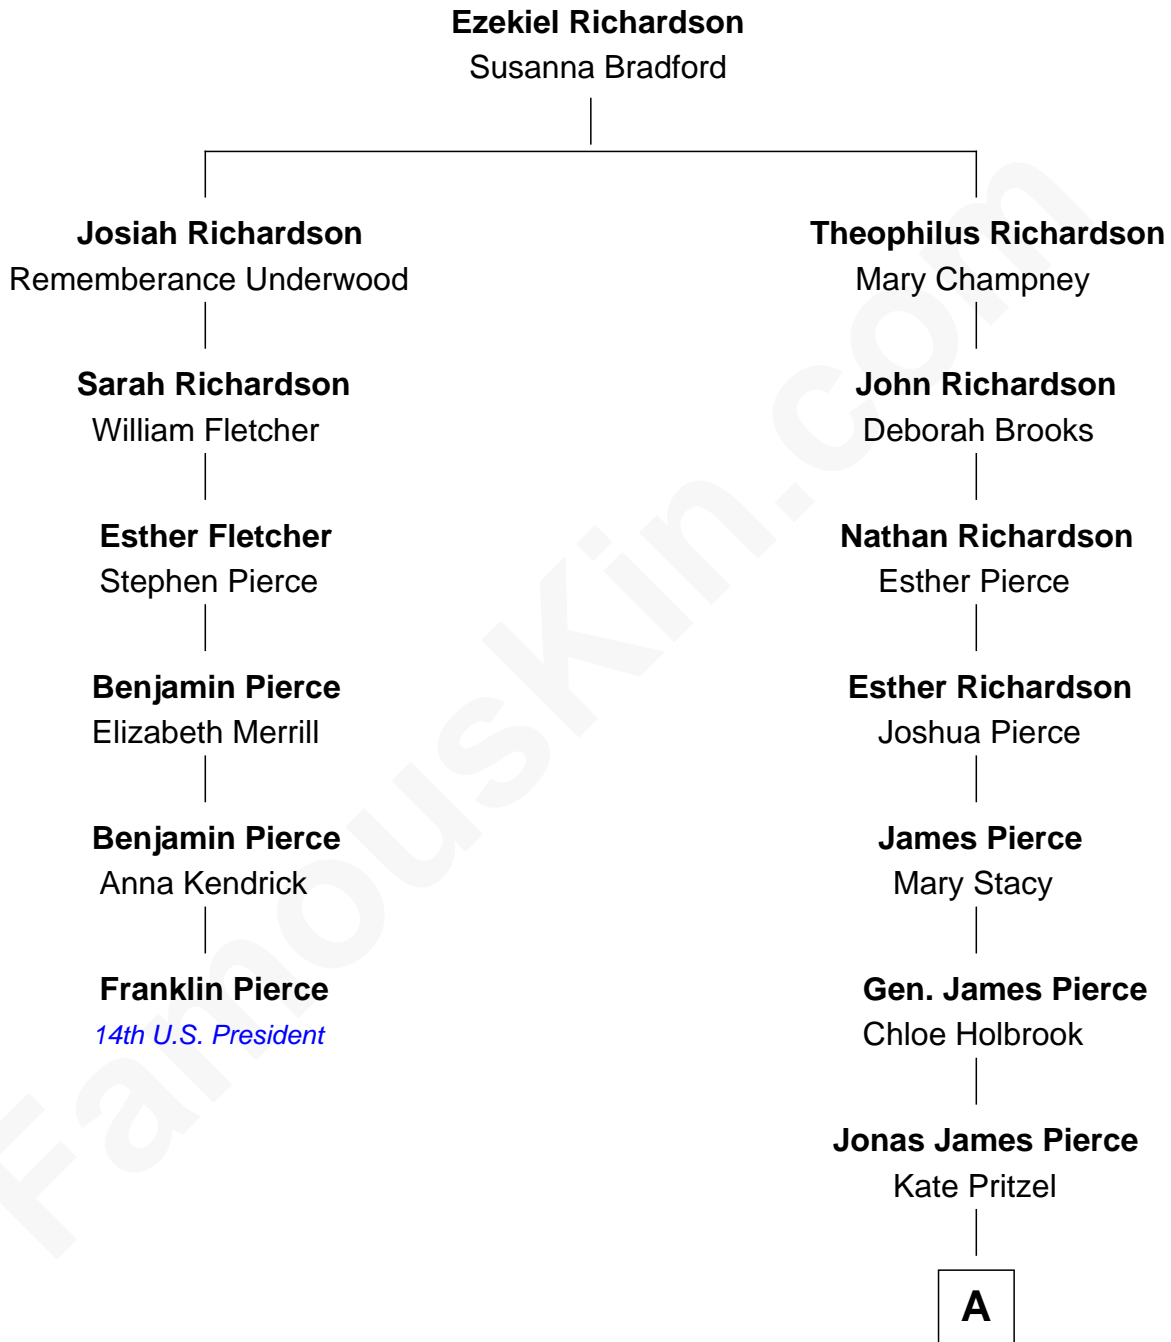 Ezekiel Richardson
Susanna Bradford
Josiah Richardson
Rememberance Underwood
Theophilus Richardson
Mary Champney
Sarah Richardson
William Fletcher
John Richardson
Deborah Brooks
Esther Fletcher
Stephen Pierce
Nathan Richardson
Esther Pierce
Benjamin Pierce
Elizabeth Merrill
Esther Richardson
Joshua Pierce
Benjamin Pierce
Anna Kendrick
James Pierce
Mary Stacy
Franklin Pierce
14th U.S. President
Gen. James Pierce
Chloe Holbrook
Jonas James Pierce
Kate Pritzel
A
FamousKin.com